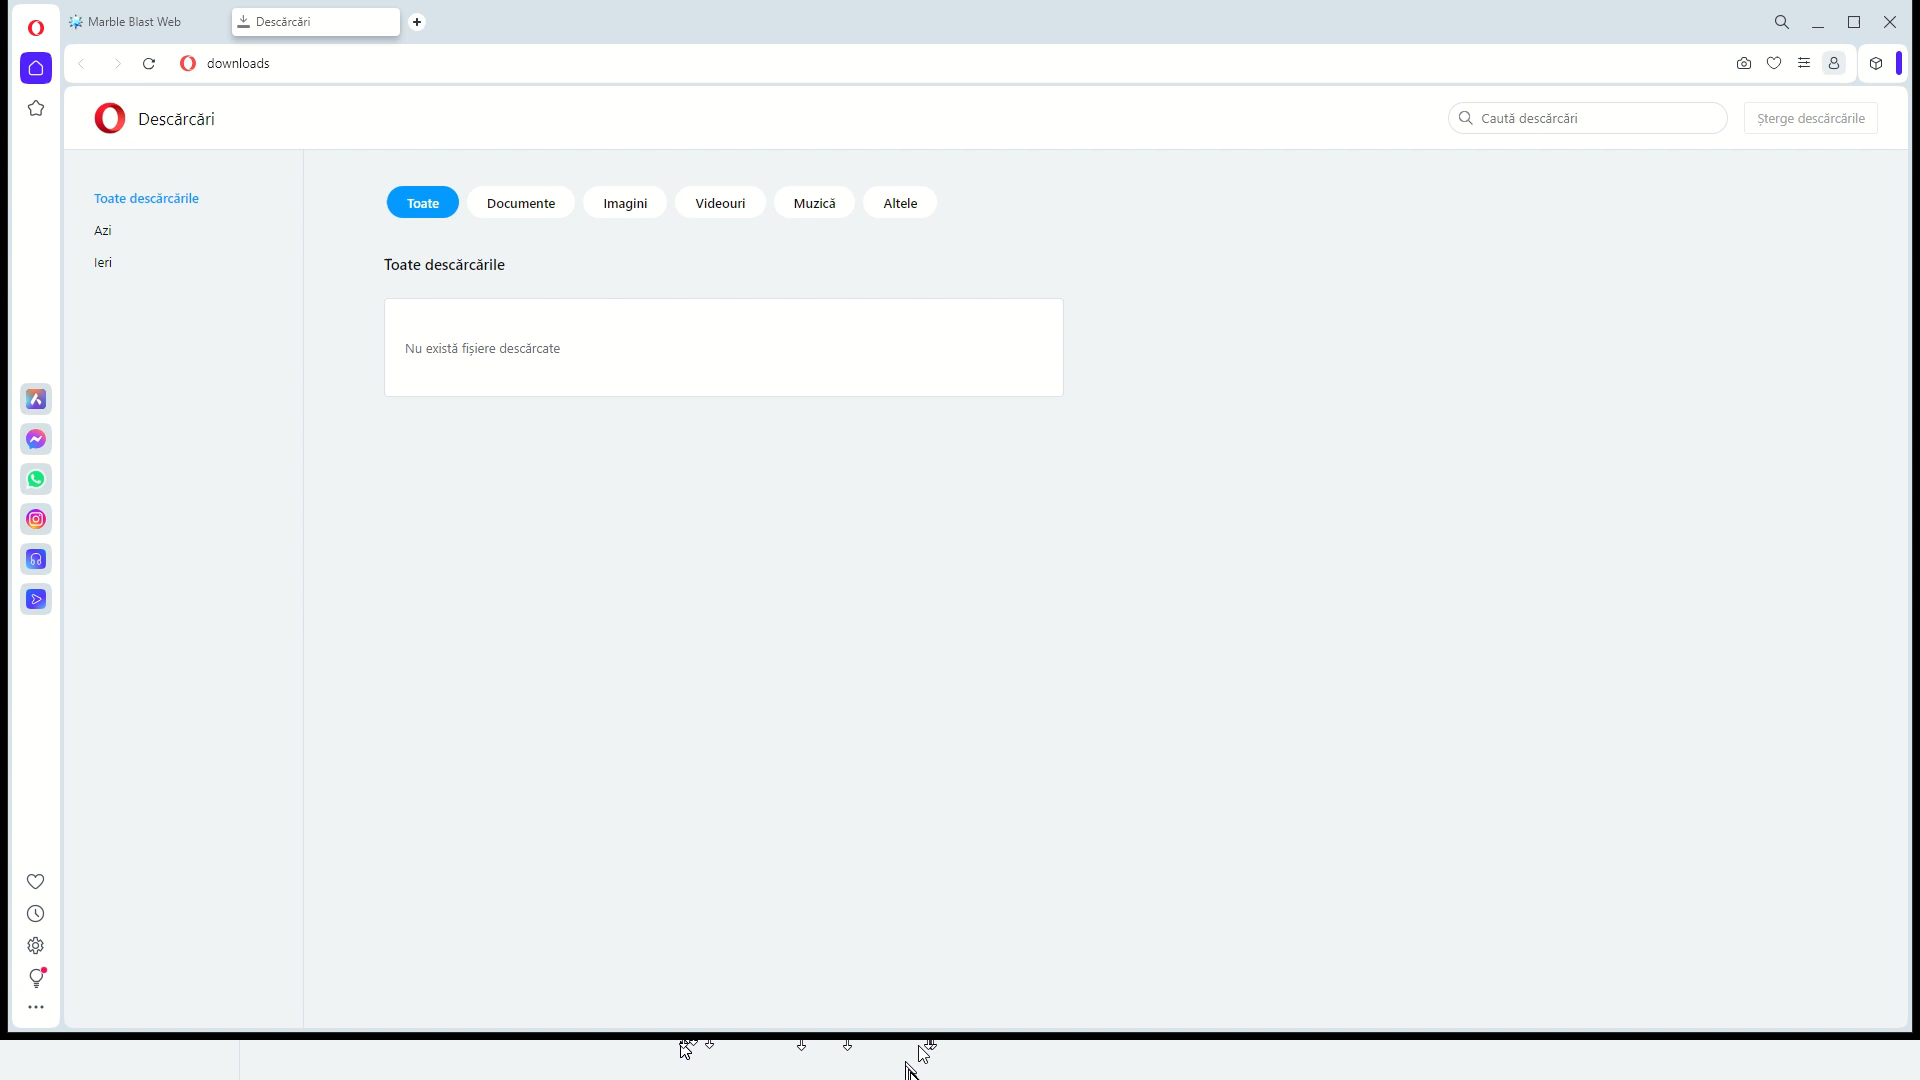 Marble Blast Web
Descărcări
downloads
Descărcări
Caută descărcări
Șterge descărcările
Toate descărcările
Azi
Ieri
Toate
Documente
Imagini
Videouri
Muzică
Altele
Toate descărcările
Nu există fișiere descărcate